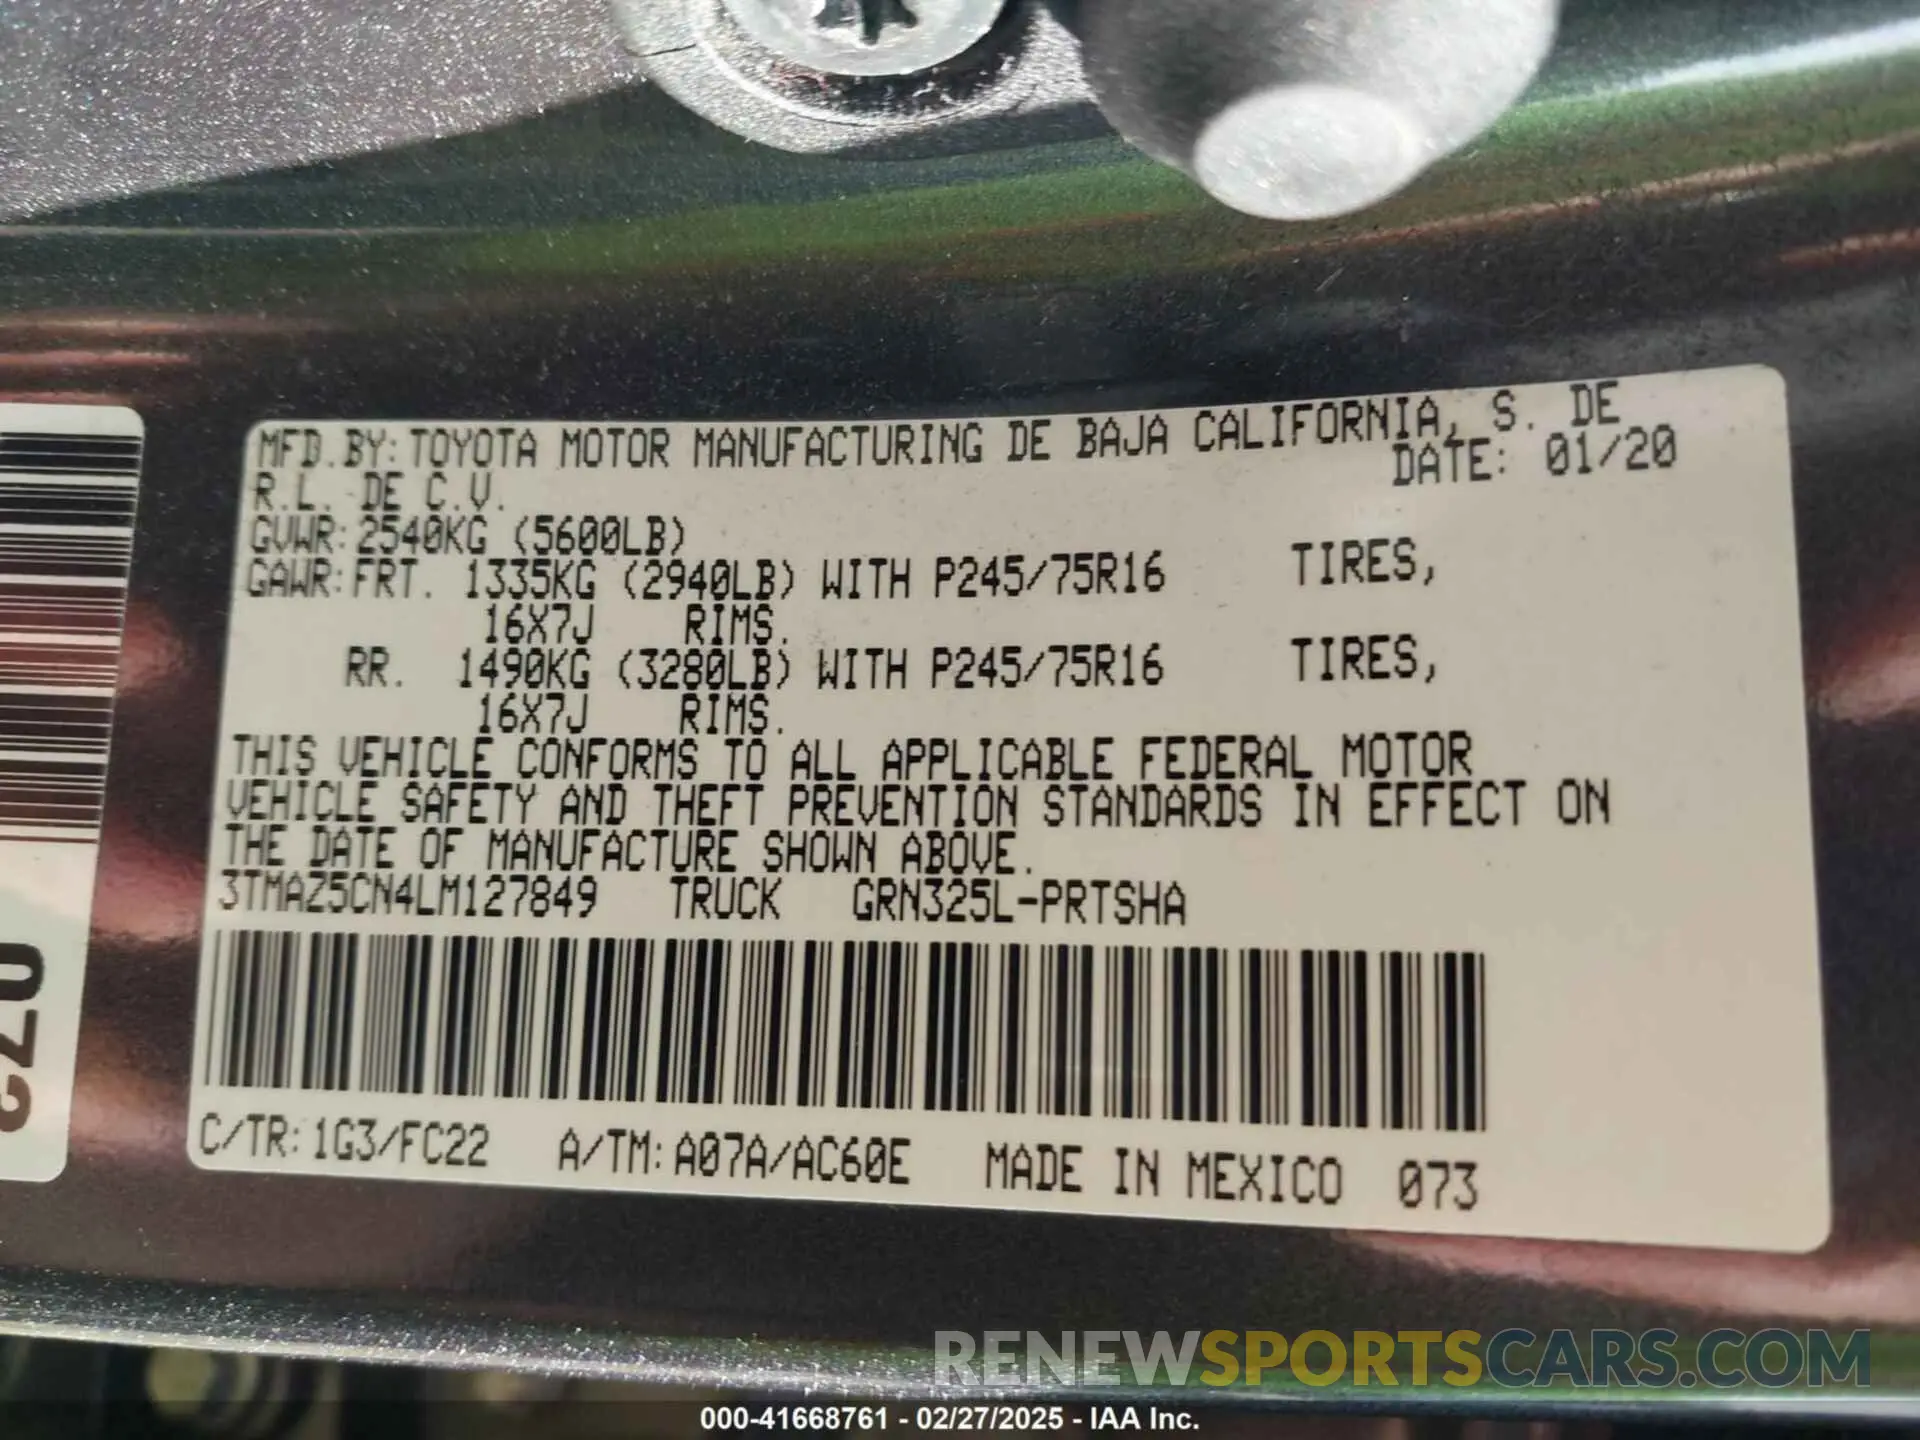 MFD.BY:TOYOTA MOTOR MANUFACTURING DE BAJA CALIFORNIA, S. DE
R.L. DE C.V. DATE: 01/20
GVWR:2540KG (5600LB)
GAWR:FRT. 1335KG (2940LB) WITH P245/75R16 TIRES,
16X7J RIMS.
RR. 1490KG (3280LB) WITH P245/75R16 TIRES,
16X7J RIMS.
THIS VEHICLE CONFORMS TO ALL APPLICABLE FEDERAL MOTOR
VEHICLE SAFETY AND THEFT PREVENTION STANDARDS IN EFFECT ON
THE DATE OF MANUFACTURE SHOWN ABOVE.
3TMAZ5CN4LM127849 TRUCK GRN325L-PRTSHA
C/TR:1G3/FC22 A/TM:A07A/AC60E MADE IN MEXICO 073
RENEWSPORTSCARS.COM
000-41668761 - 02/27/2025 - IAA Inc.